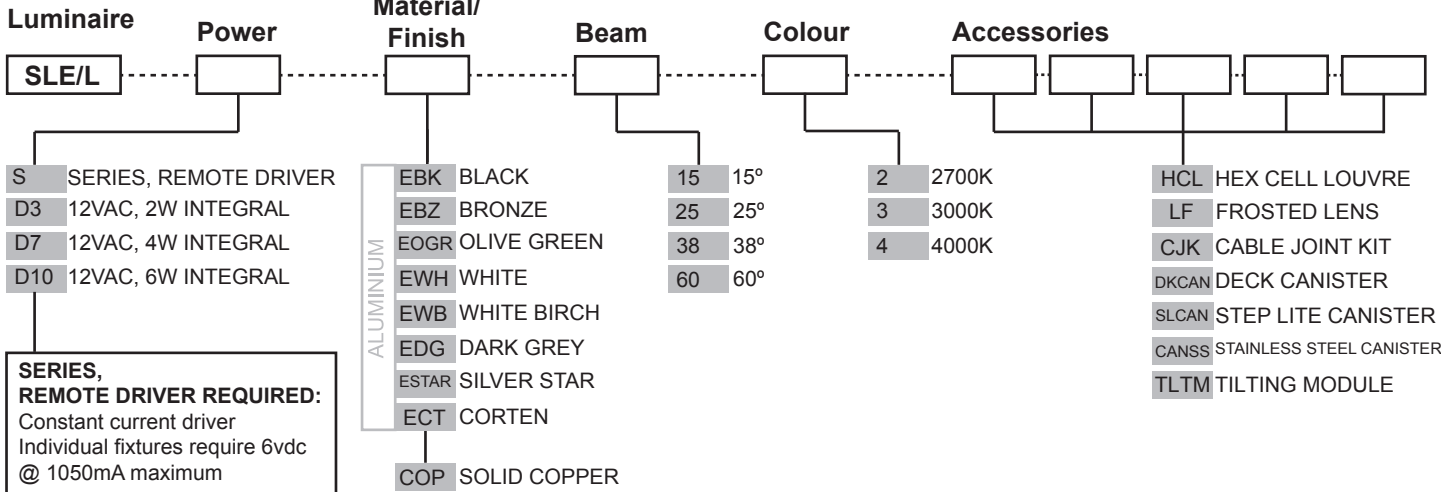 Luminaire
Power
Material/
Finish
Beam
Colour
Accessories
SLE/L
S SERIES, REMOTE DRIVER
D3 12VAC, 2W INTEGRAL
D7 12VAC, 4W INTEGRAL
D10 12VAC, 6W INTEGRAL
SERIES,
REMOTE DRIVER REQUIRED:
Constant current driver
Individual fixtures require 6vdc
@ 1050mA maximum
ALUMINIUM
EBK BLACK
EBZ BRONZE
EOGR OLIVE GREEN
EWH WHITE
EWB WHITE BIRCH
EDG DARK GREY
ESTAR SILVER STAR
ECT CORTEN
COP SOLID COPPER
15 15º
25 25º
38 38º
60 60º
2 2700K
3 3000K
4 4000K
HCL HEX CELL LOUVRE
LF FROSTED LENS
CJK CABLE JOINT KIT
DKCAN DECK CANISTER
SLCAN STEP LITE CANISTER
CANSS STAINLESS STEEL CANISTER
TLTM TILTING MODULE